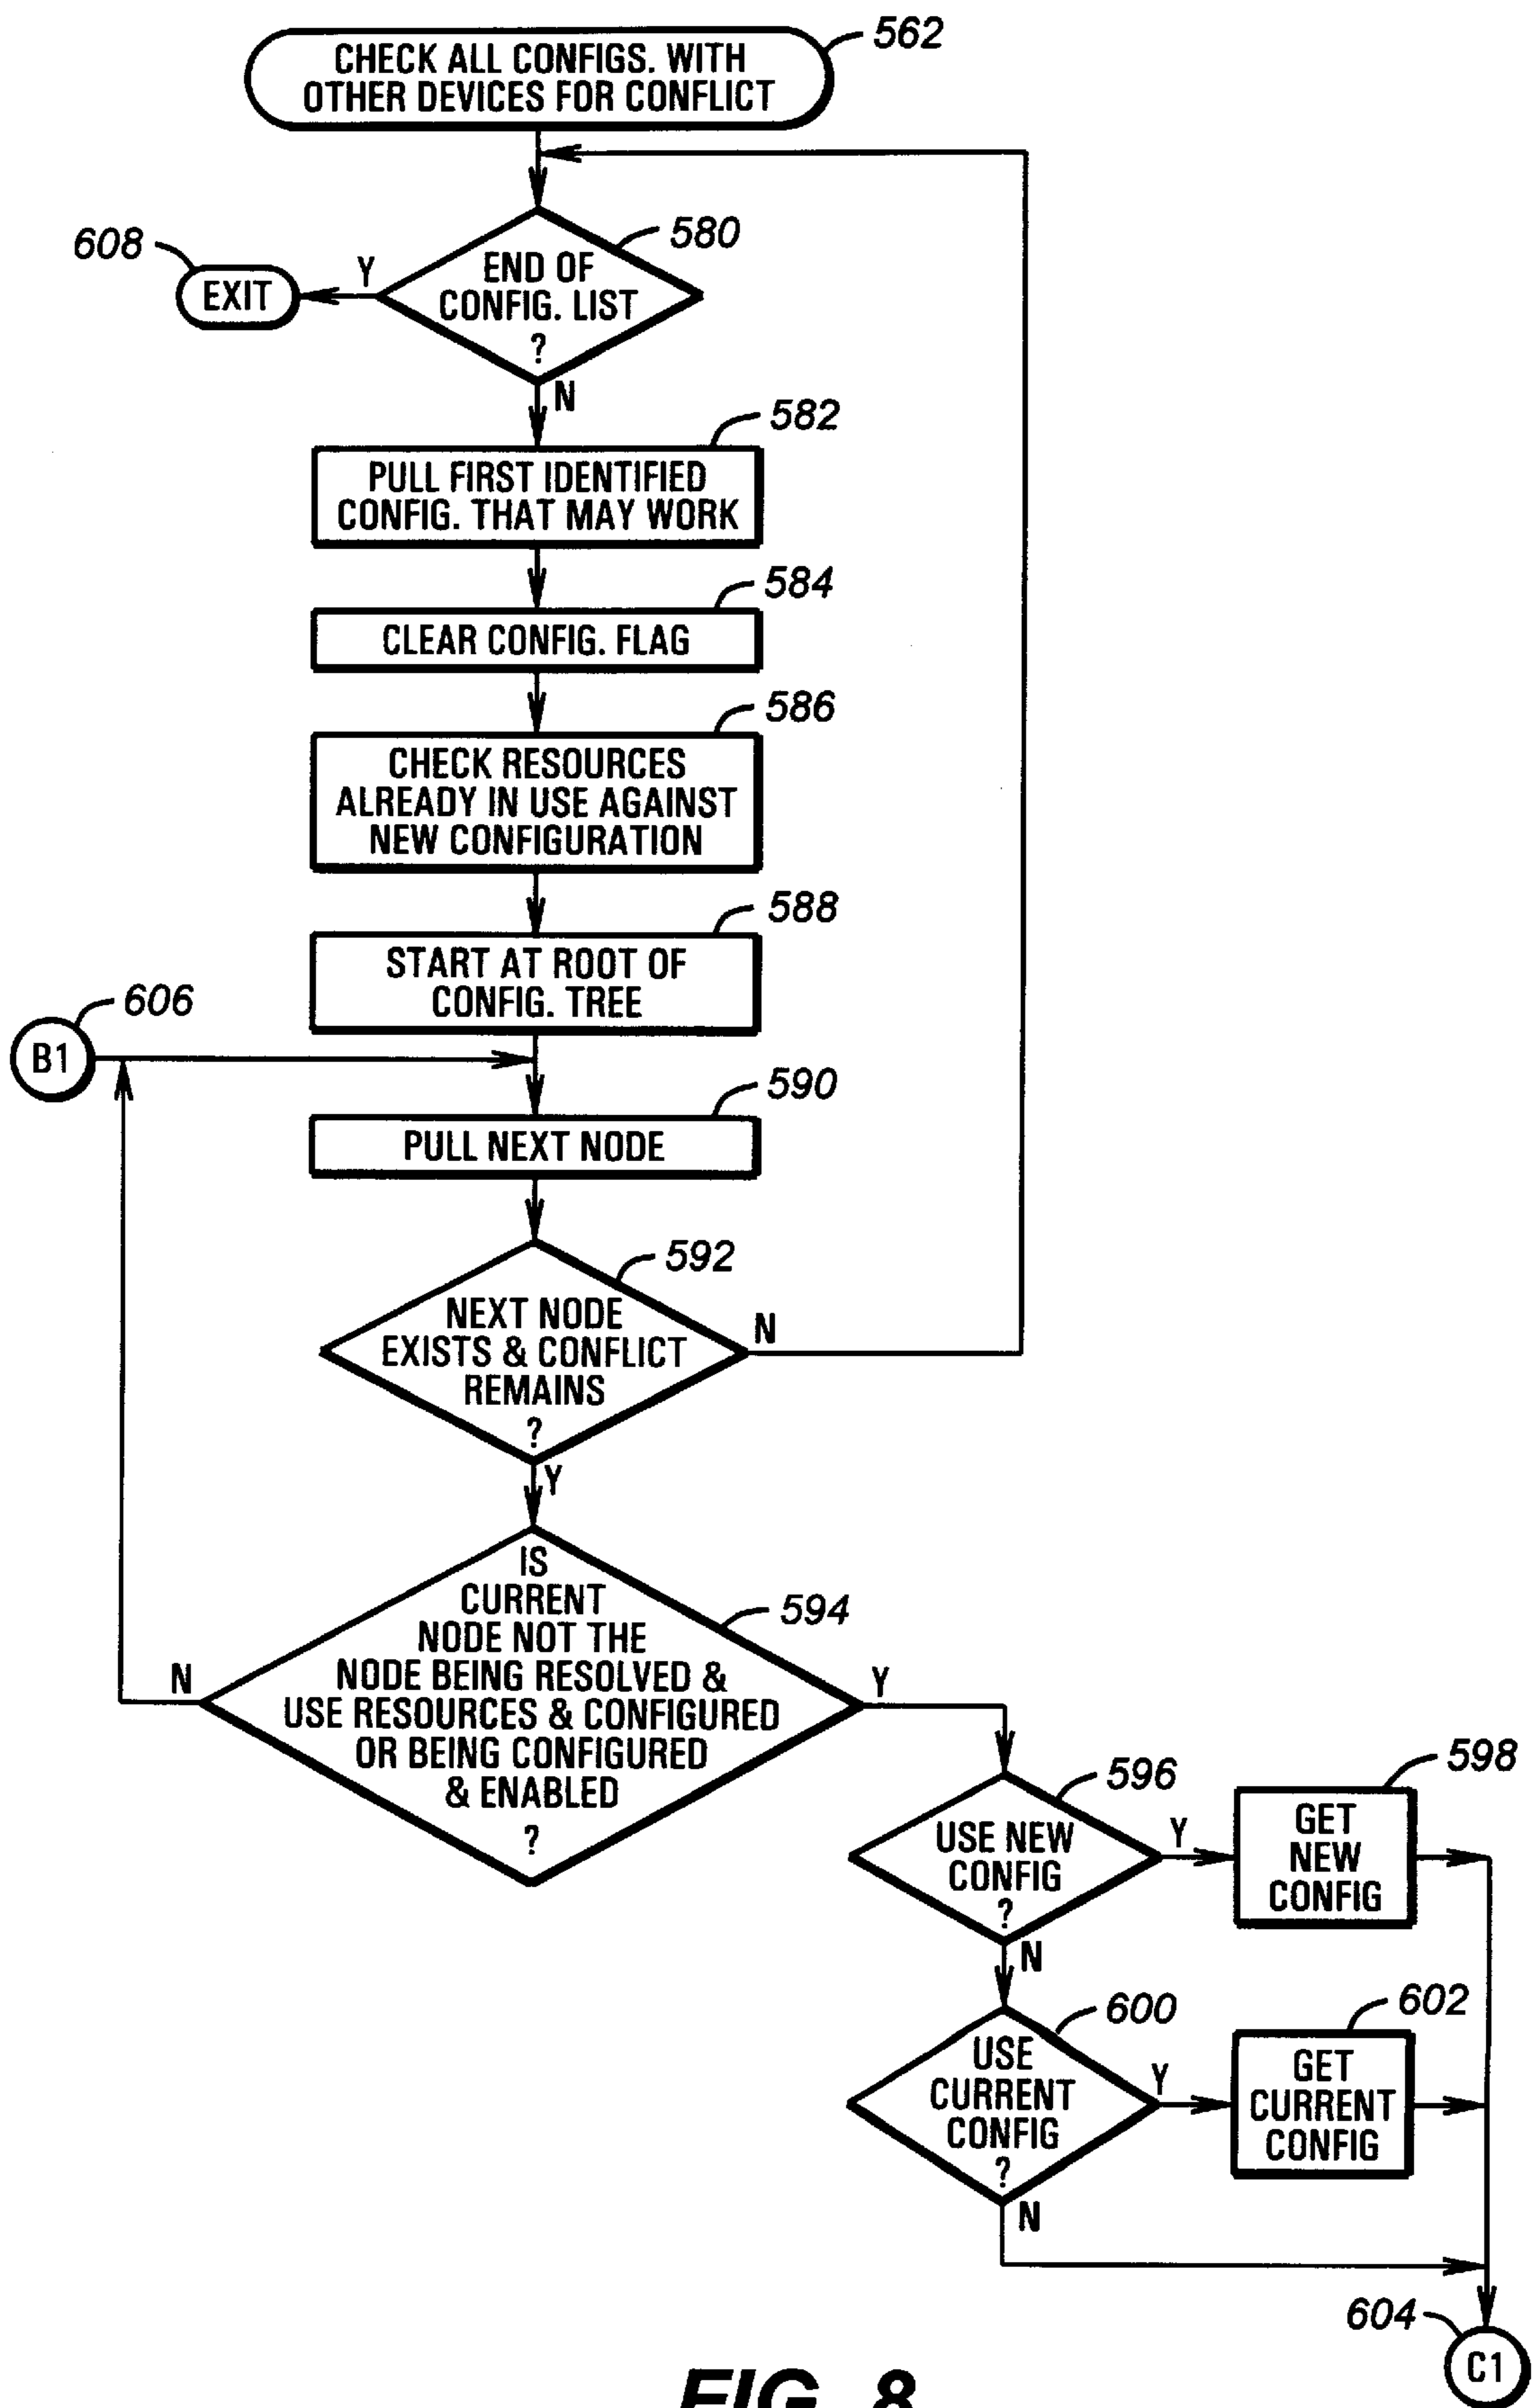 CHECK ALL CONFIGS. WITH
OTHER DEVICES FOR CONFLICT
562
580
608
EXIT
Y
END OF
CONFIG. LIST
?
N
582
PULL FIRST IDENTIFIED
CONFIG. THAT MAY WORK
584
CLEAR CONFIG. FLAG
586
CHECK RESOURCES
ALREADY IN USE AGAINST
NEW CONFIGURATION
588
START AT ROOT OF
CONFIG. TREE
606
B1
590
PULL NEXT NODE
592
NEXT NODE
EXISTS & CONFLICT
REMAINS
?
N
Y
594
IS
CURRENT
NODE NOT THE
NODE BEING RESOLVED &
USE RESOURCES & CONFIGURED
OR BEING CONFIGURED
& ENABLED
?
N
Y
596
USE NEW
CONFIG
?
Y
N
598
GET
NEW
CONFIG
600
USE
CURRENT
CONFIG
?
Y
N
602
GET
CURRENT
CONFIG
604
C1
FIG. 8